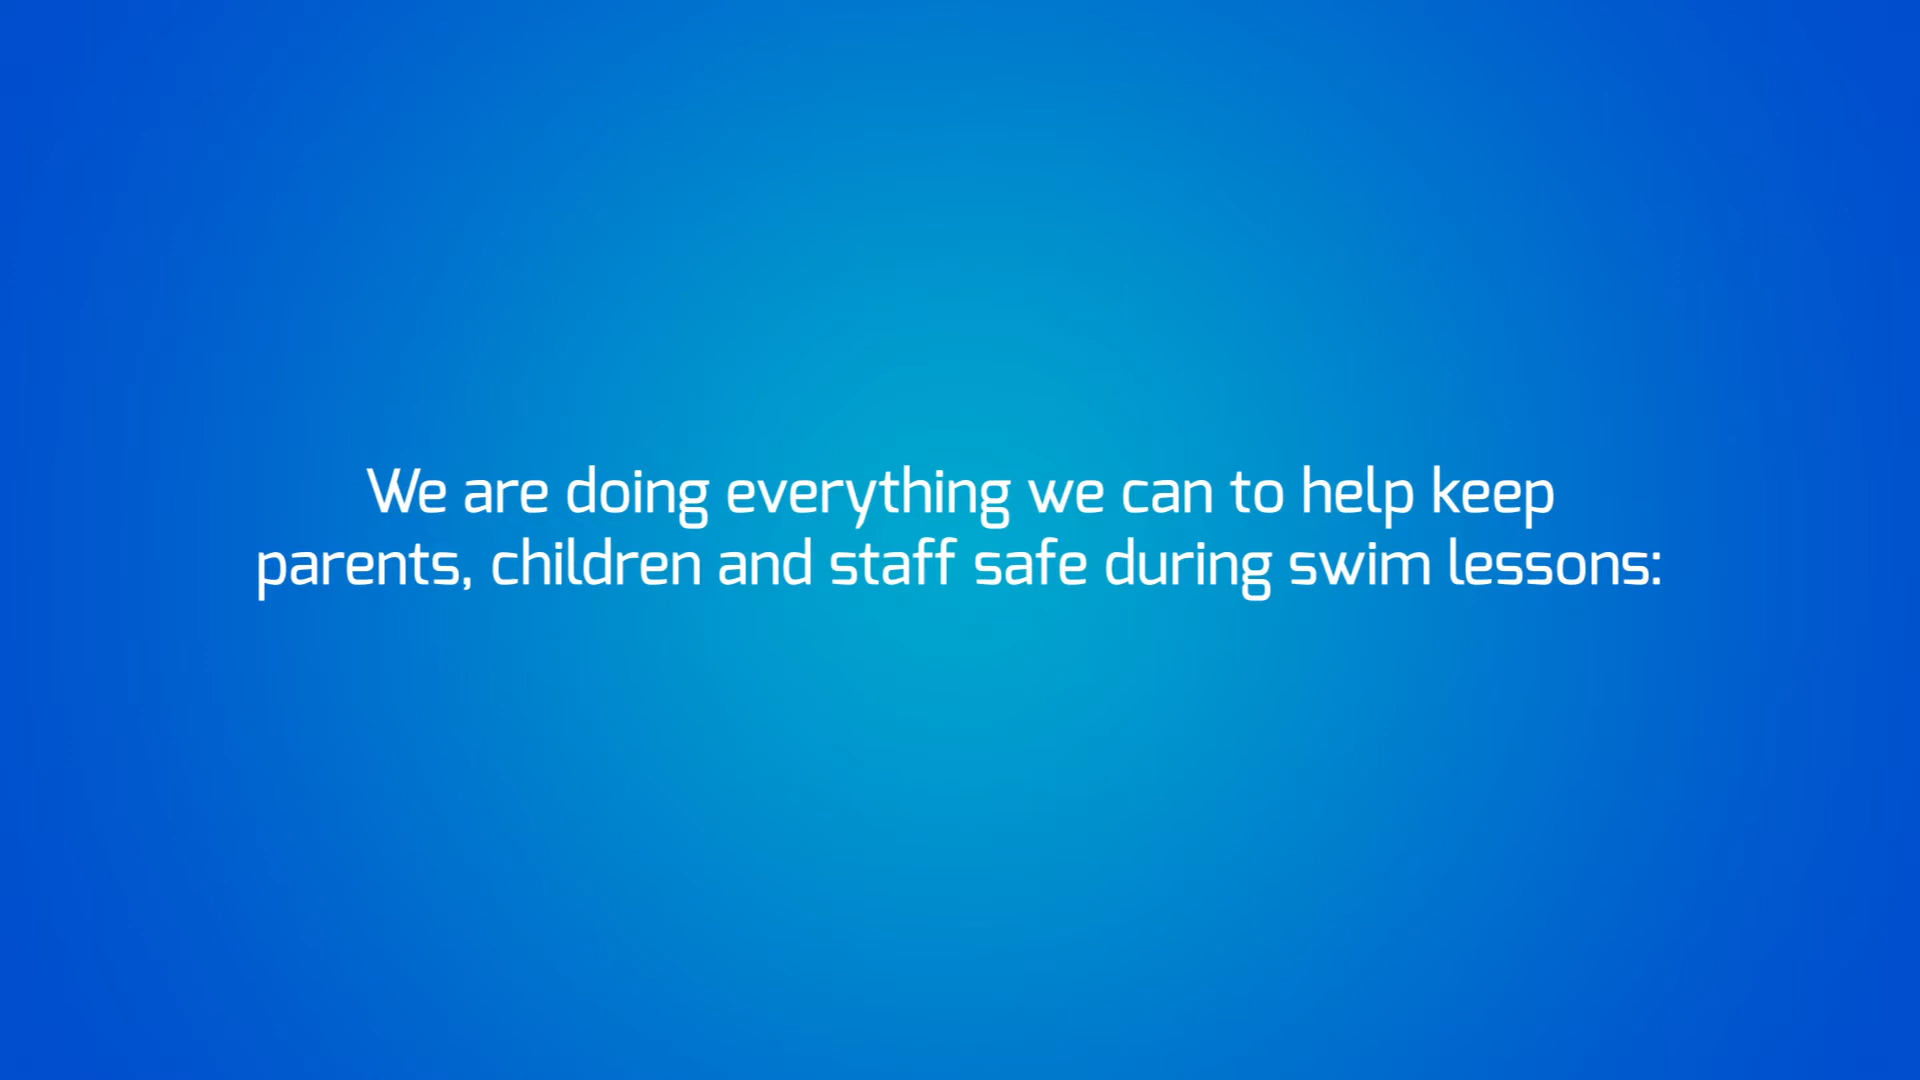 We are doing everything we can to help keep
parents, children and staff safe during swim lessons: